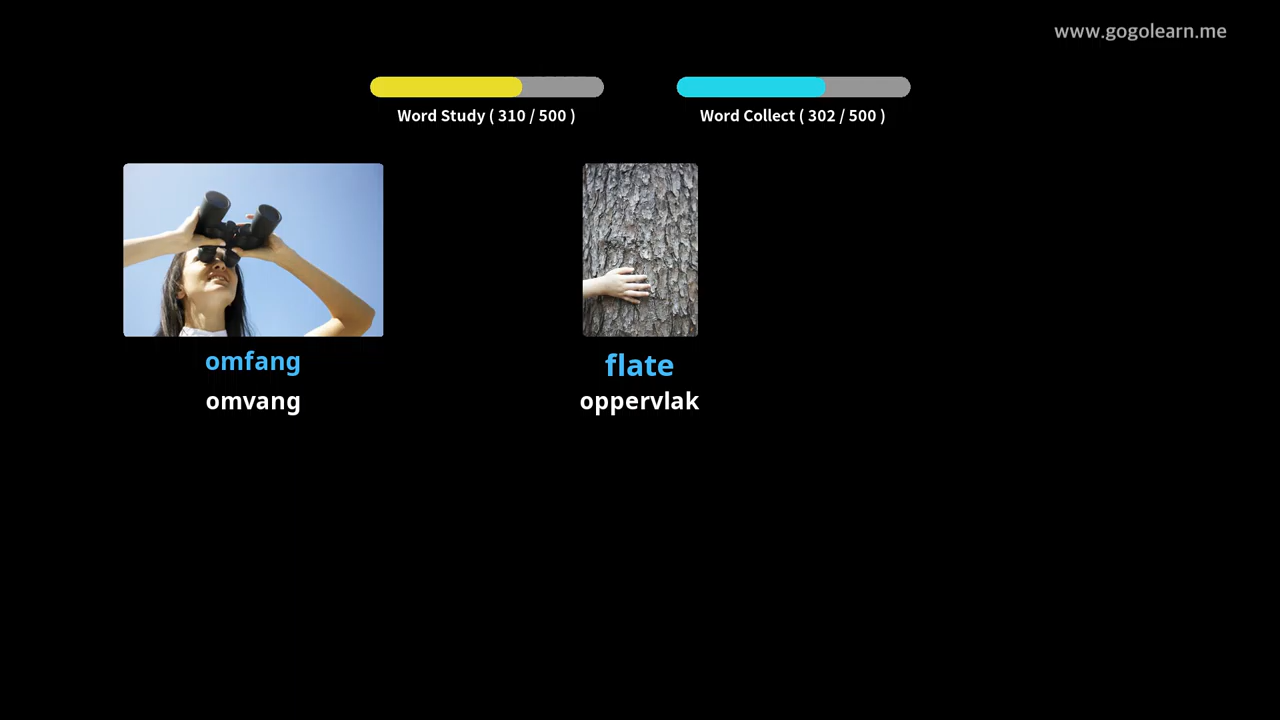 www.gogolearn.me
Word Study ( 310 / 500 )
Word Collect ( 302 / 500 )
omfang
omvang
flate
oppervlak